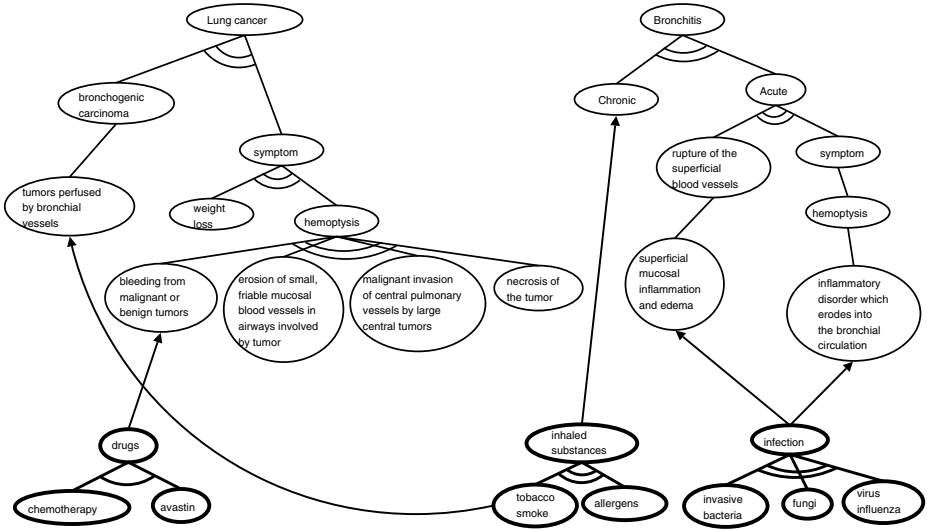 Lung cancer
Bronchitis
bronchogenic
carcinoma
Chronic
Acute
symptom
rupture of the
superficial
blood vessels
symptom
tumors perfused
by bronchial
vessels
weight
loss
hemoptysis
hemoptysis
bleeding from
malignant or
benign tumors
erosion of small,
friable mucosal
blood vessels in
airways involved
by tumor
malignant invasion
of central pulmonary
vessels by large
central tumors
necrosis
of the tumor
superficial
mucosal
inflammation
and edema
inflammatory
disorder which
erodes into
the bronchial
circulation
drugs
inhaled
substances
infection
chemotherapy
avastin
tobacco
smoke
allergens
invasive
bacteria
fungi
virus
influenza